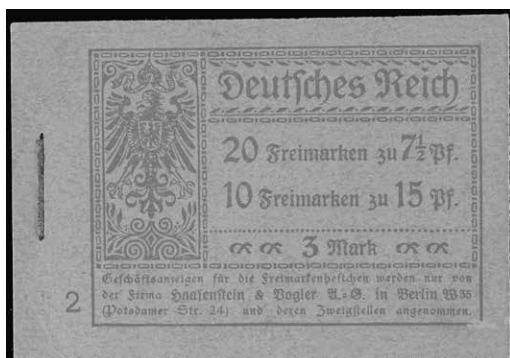 Deutsches Reich
20 Freimarken zu 7½ Pf.
10 Freimarken zu 15 Pf.
3 Mark
Geschäftsanzeigen für die Freimarkenheftchen werden nur von
der Firma Haasenstein & Vogler A.=G. in Berlin W35
(Potsdamer Str. 24) und deren Zweigstellen angenommen.
2